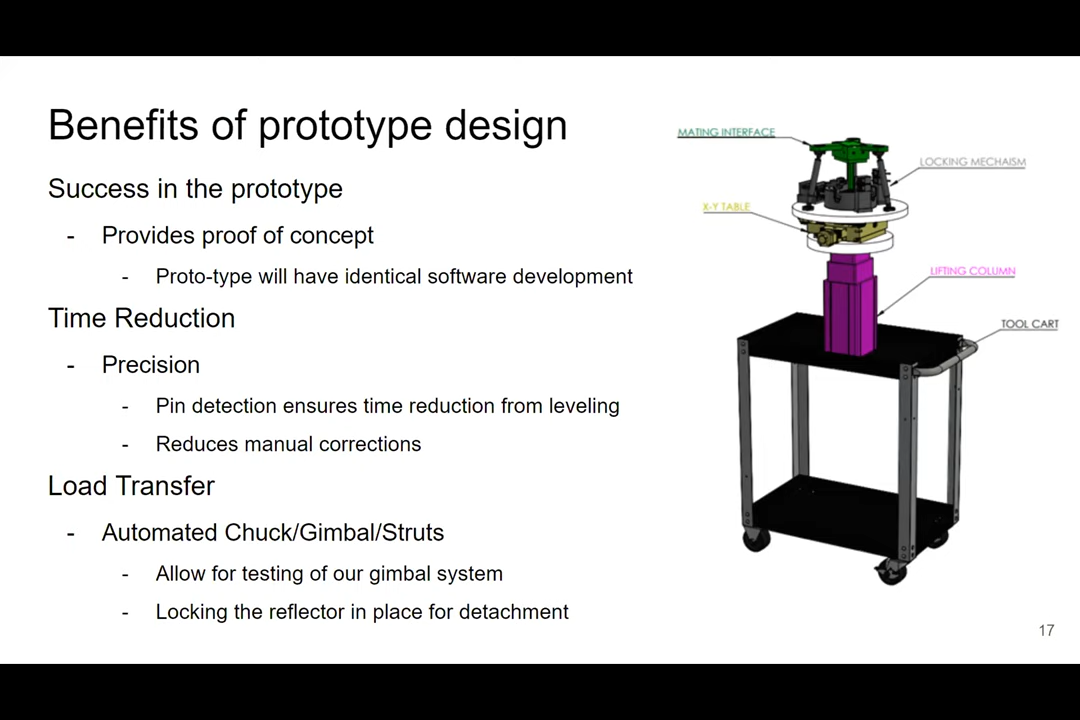 Benefits of prototype design
Success in the prototype
- Provides proof of concept
- Proto-type will have identical software development
Time Reduction
- Precision
- Pin detection ensures time reduction from leveling
- Reduces manual corrections
Load Transfer
- Automated Chuck/Gimbal/Struts
- Allow for testing of our gimbal system
- Locking the reflector in place for detachment
MATING INTERFACE
LOCKING MECHAISM
X-Y TABLE
LIFTING COLUMN
TOOL CART
17